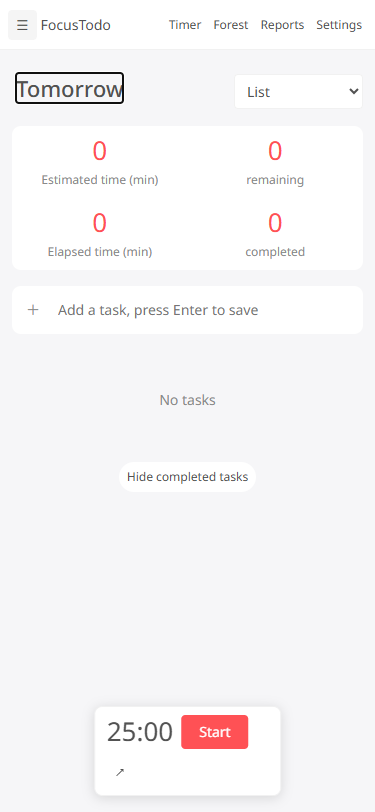 ☰ FocusTodo Timer Forest Reports Settings
Tomorrow List
0 0
Estimated time (min) remaining
0 0
Elapsed time (min) completed
+ Add a task, press Enter to save
No tasks
Hide completed tasks
25:00 Start
↗